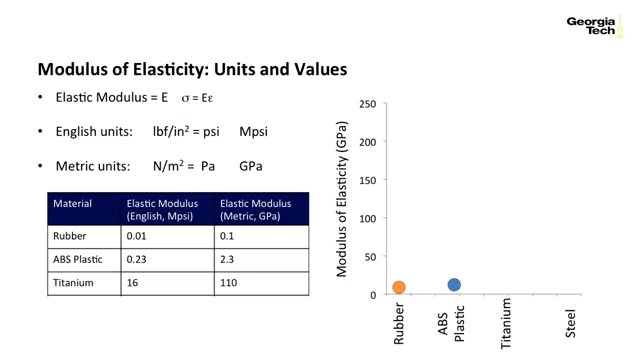 Georgia
Tech
Modulus of Elasticity: Units and Values
• Elastic Modulus = E σ = Eε
• English units: lbf/in² = psi Mpsi
• Metric units: N/m² = Pa GPa
Material Elastic Modulus (English, Mpsi) Elastic Modulus (Metric, GPa)
Rubber 0.01 0.1
ABS Plastic 0.23 2.3
Titanium 16 110
Modulus of Elasticity (GPa)
250
200
150
100
50
0
Rubber
ABS
Plastic
Titanium
Steel